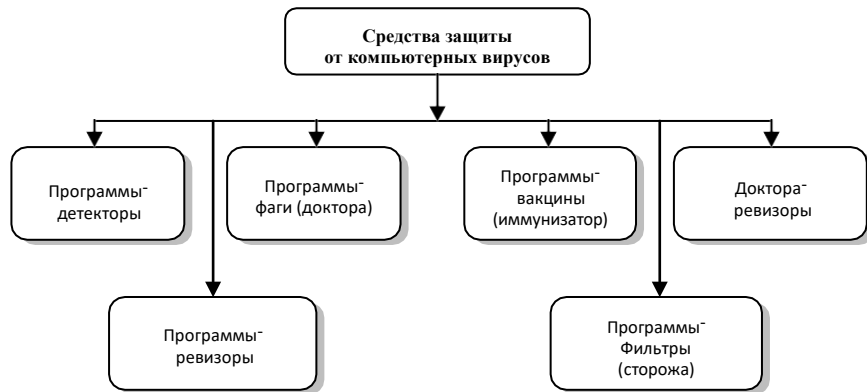 Средства защиты
от компьютерных вирусов
Программы-
детекторы
Программы-
фаги (доктора)
Программы-
вакцины
(иммунизатор)
Доктора-
ревизоры
Программы-
ревизоры
Программы-
Фильтры
(сторожа)